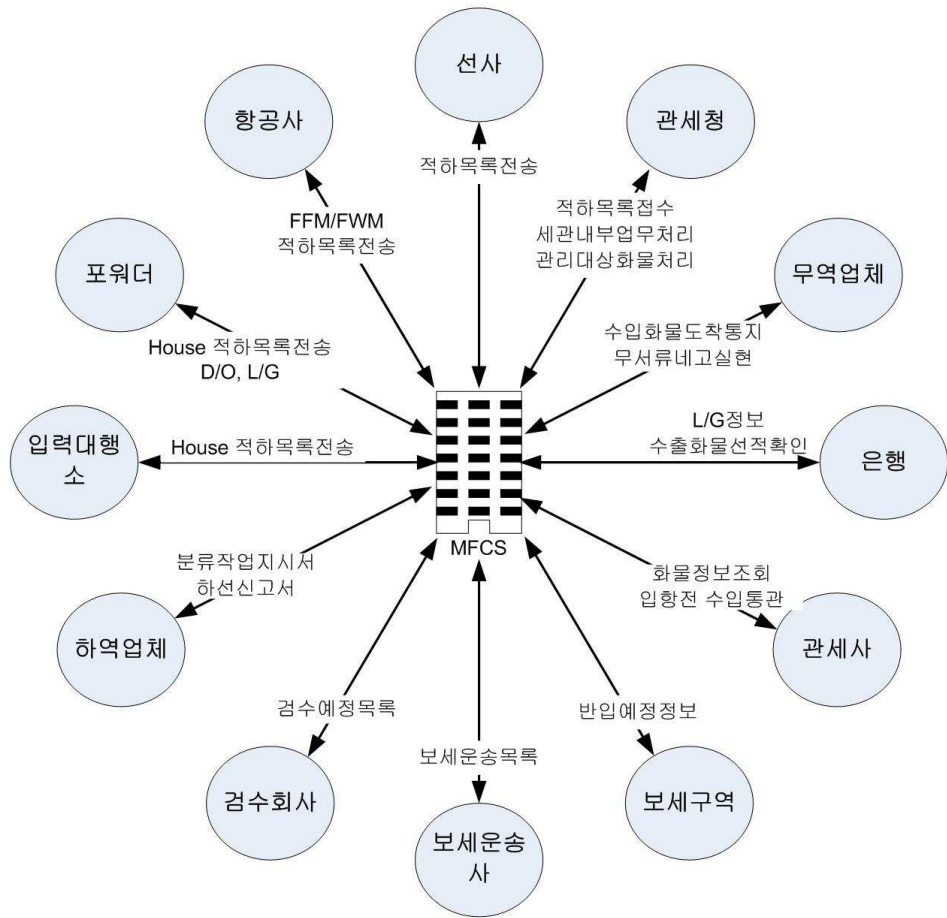 선사
항공사
관세청
적하목록전송
FFM/FWM
적하목록전송
적하목록접수
세관내부업무처리
관리대상화물처리
포워더
무역업체
House 적하목록전송
D/O, L/G
수입화물도착통지
무서류네고실현
입력대행
소
House 적하목록전송
L/G정보
수출화물선적확인
은행
MFCS
분류작업지시서
하선신고서
화물정보조회
입항전 수입통관
하역업체
관세사
검수예정목록
보세운송목록
반입예정정보
검수회사
보세운송
사
보세구역